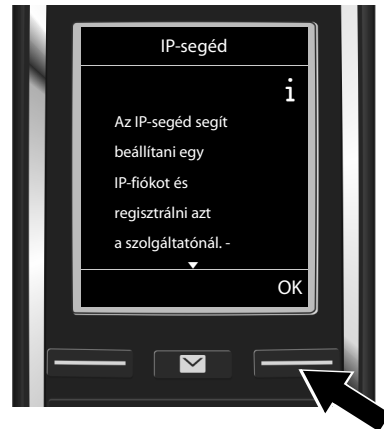 IP-segéd
i
Az IP-segéd segít
beállítani egy
IP-fiókot és
regisztrálni azt
a szolgáltatónál. -
OK